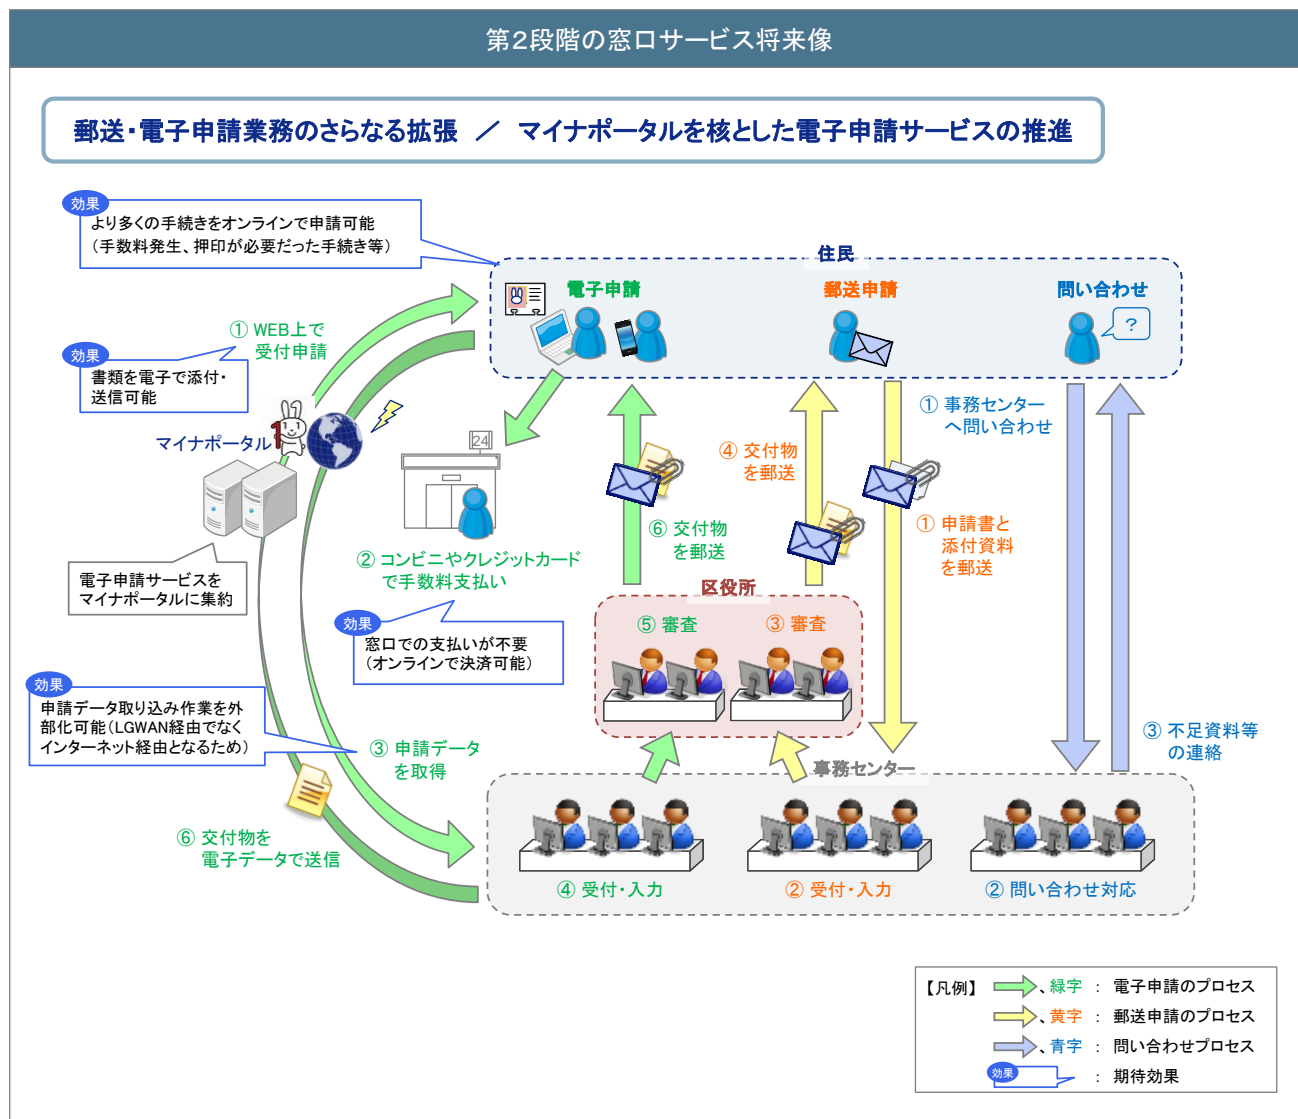 第2段階の窓口サービス将来像
郵送・電子申請業務のさらなる拡張 ／ マイナポータルを核とした電子申請サービスの推進
効果
より多くの手続きをオンラインで申請可能
（手数料発生、押印が必要だった手続き等）
住民
電子申請
郵送申請
問い合わせ
?
① WEB上で
受付申請
効果
書類を電子で添付・
送信可能
マイナポータル
24
① 事務センター
へ問い合わせ
④ 交付物
を郵送
⑥ 交付物
を郵送
① 申請書と
添付資料
を郵送
② コンビニやクレジットカード
で手数料支払い
電子申請サービスを
マイナポータルに集約
区役所
⑤ 審査
③ 審査
効果
窓口での支払いが不要
（オンラインで決済可能）
効果
申請データ取り込み作業を外
部化可能（LGWAN経由でなく
インターネット経由となるため）
③ 申請データ
を取得
③ 不足資料等
の連絡
事務センター
⑥ 交付物を
電子データで送信
④ 受付・入力
② 受付・入力
② 問い合わせ対応
【凡例】 、緑字 ： 電子申請のプロセス
、黄字 ： 郵送申請のプロセス
、青字 ： 問い合わせプロセス
効果 ： 期待効果